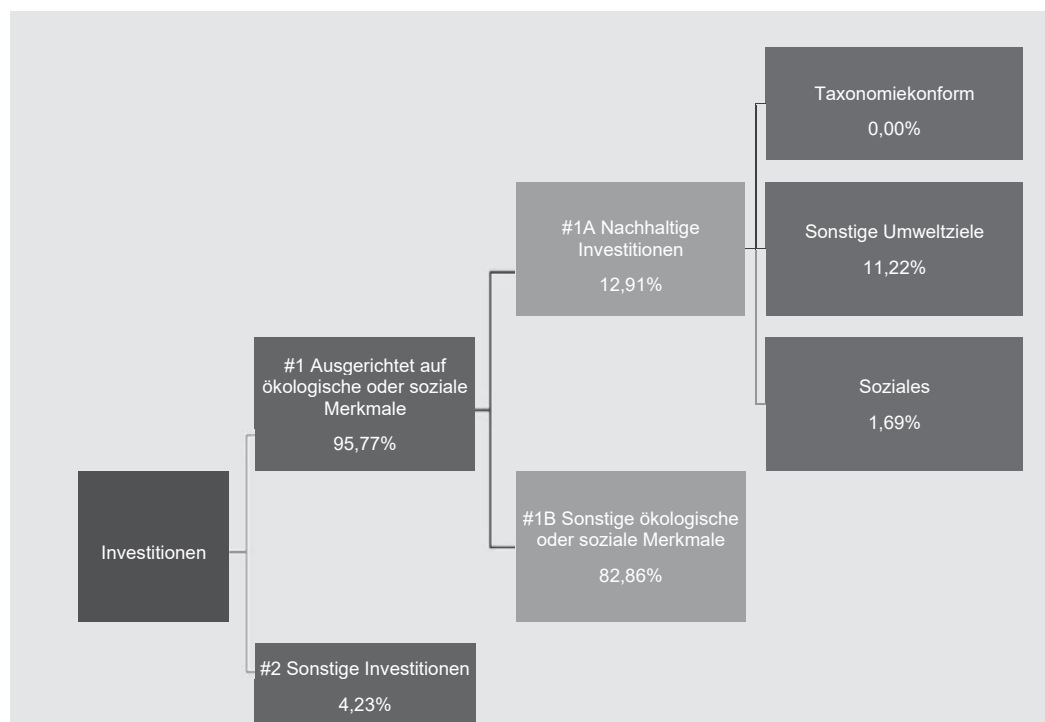 Taxonomiekonform
0,00%
#1A Nachhaltige
Investitionen
12,91%
Sonstige Umweltziele
11,22%
#1 Ausgerichtet auf
ökologische oder soziale
Merkmale
95,77%
Soziales
1,69%
Investitionen
#1B Sonstige ökologische
oder soziale Merkmale
82,86%
#2 Sonstige Investitionen
4,23%